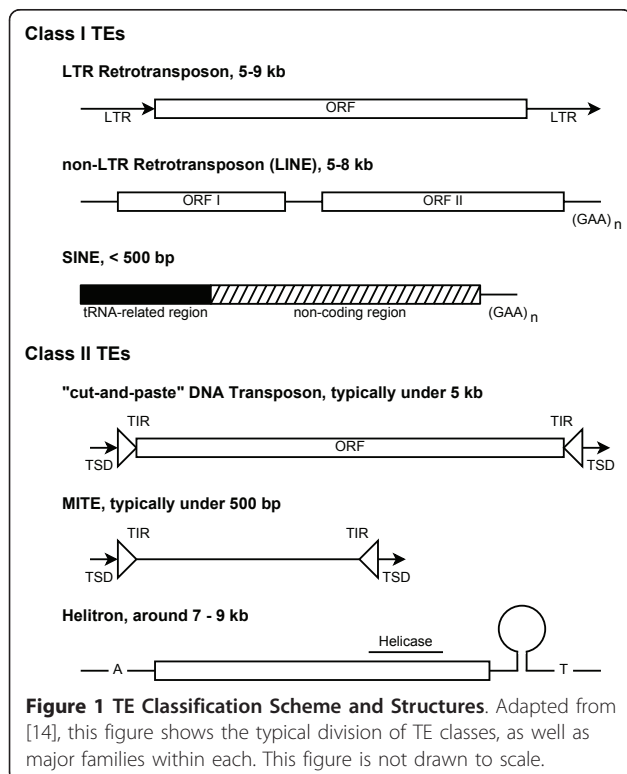 Class I TEs
LTR Retrotransposon, 5-9 kb
LTR ORF LTR
non-LTR Retrotransposon (LINE), 5-8 kb
ORF I ORF II (GAA) n
SINE, < 500 bp
tRNA-related region non-coding region (GAA) n
Class II TEs
"cut-and-paste" DNA Transposon, typically under 5 kb
TIR TIR
TSD ORF TSD
MITE, typically under 500 bp
TIR TIR
TSD TSD
Helitron, around 7 - 9 kb
Helicase
A T
Figure 1 TE Classification Scheme and Structures. Adapted from
[14], this figure shows the typical division of TE classes, as well as
major families within each. This figure is not drawn to scale.